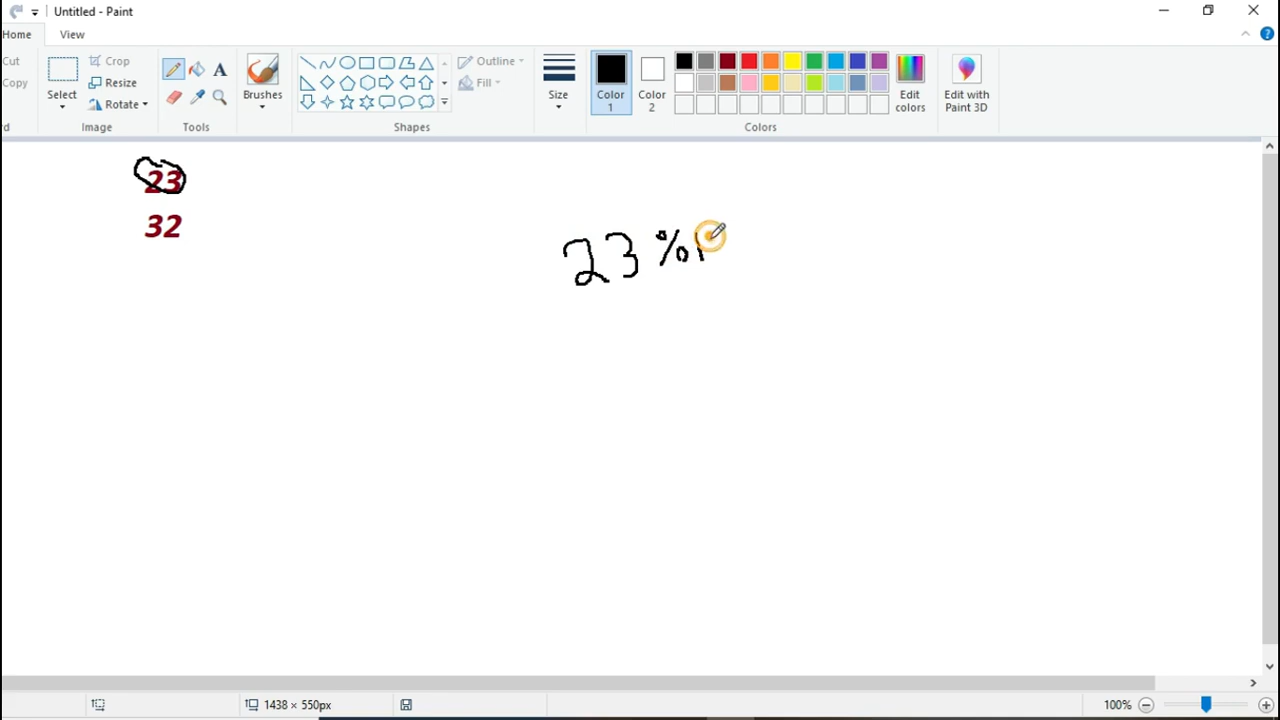 Untitled - Paint
Home View
Cut
Copy
Select
Crop
Resize
Rotate
Image
A
Tools
Brushes
Shapes
Outline
Fill
Size
Color 1
Color 2
Edit colors
Edit with Paint 3D
Colors
23
32
23 %
1438 × 550px
100%